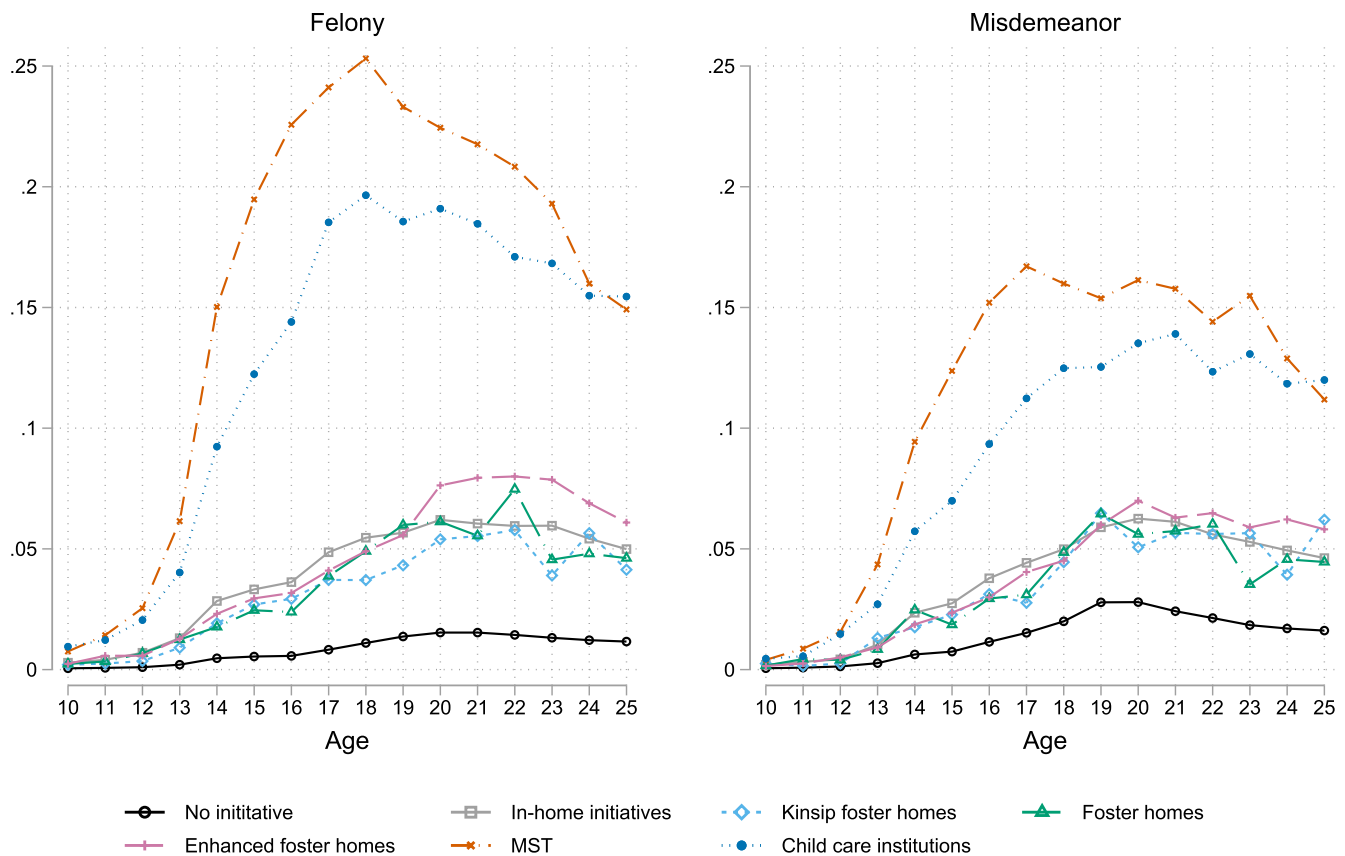 Felony
Misdemeanor
.25
.2
.15
.1
.05
0
10 11 12 13 14 15 16 17 18 19 20 21 22 23 24 25
Age
.25
.2
.15
.1
.05
0
10 11 12 13 14 15 16 17 18 19 20 21 22 23 24 25
Age
No inititative
In-home initiatives
Kinsip foster homes
Foster homes
Enhanced foster homes
MST
Child care institutions